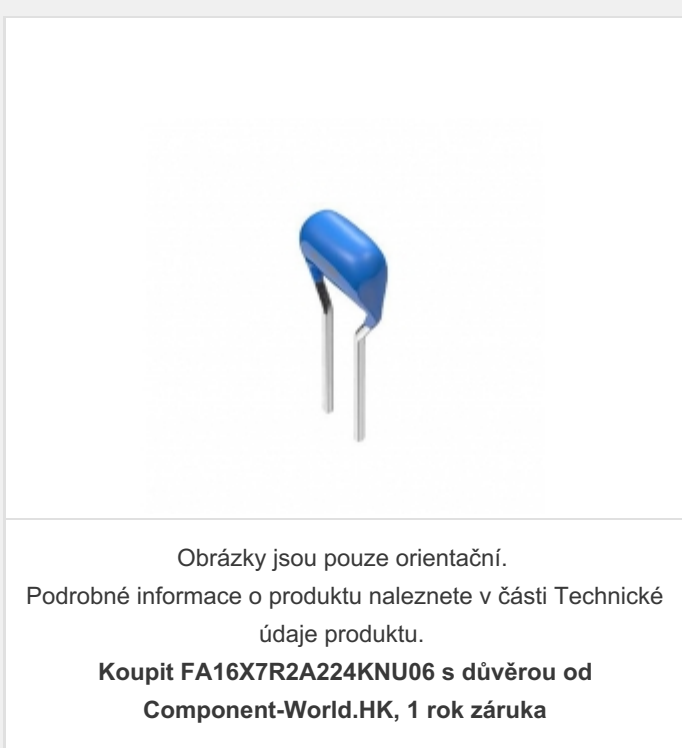 Obrázky jsou pouze orientační.
Podrobné informace o produktu naleznete v části Technické
údaje produktu.
Koupit FA16X7R2A224KNU06 s důvěrou od
Component-World.HK, 1 rok záruka